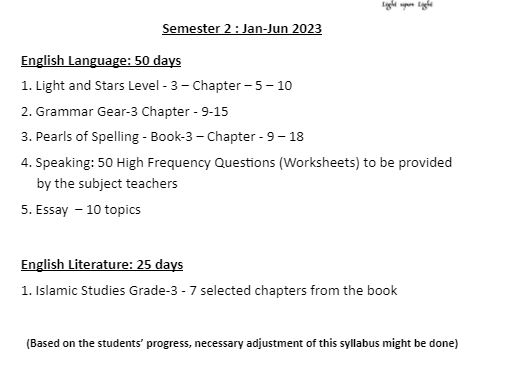 Light upon Light
Semester 2 : Jan-Jun 2023
English Language: 50 days
1. Light and Stars Level - 3 – Chapter – 5 – 10
2. Grammar Gear-3 Chapter - 9-15
3. Pearls of Spelling - Book-3 – Chapter - 9 – 18
4. Speaking: 50 High Frequency Questions (Worksheets) to be provided
by the subject teachers
5. Essay – 10 topics
English Literature: 25 days
1. Islamic Studies Grade-3 - 7 selected chapters from the book
(Based on the students’ progress, necessary adjustment of this syllabus might be done)